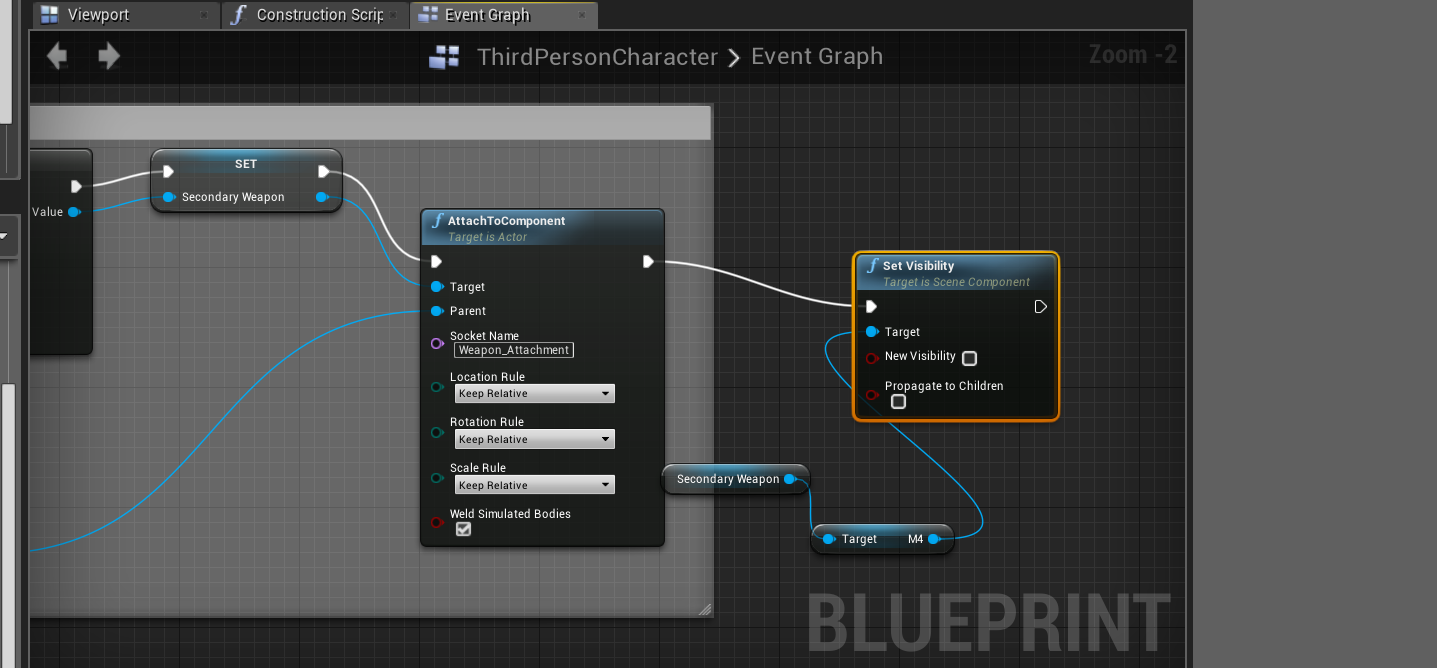 Viewport
Construction Scrip
Event Graph
ThirdPersonCharacter > Event Graph
Zoom -2
SET
Secondary Weapon
Value
AttachToComponent
Target is Actor
Target
Parent
Socket Name
Weapon_Attachment
Location Rule
Keep Relative
Rotation Rule
Keep Relative
Scale Rule
Keep Relative
Weld Simulated Bodies
Set Visibility
Target is Scene Component
Target
New Visibility
Propagate to Children
Secondary Weapon
Target M4
BLUEPRINT